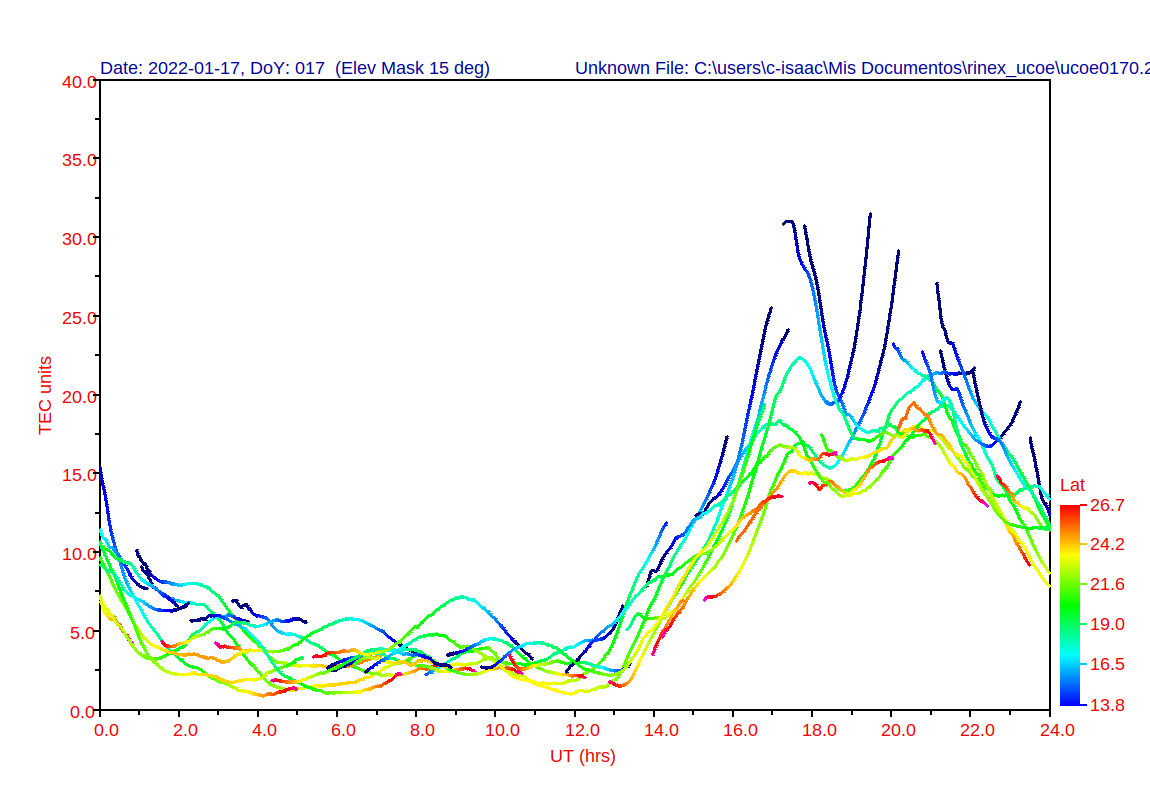 Date: 2022-01-17, DoY: 017  (Elev Mask 15 deg)
Unknown File: C:\users\c-isaac\Mis Documentos\rinex_ucoe\ucoe0170.2
40.0
35.0
30.0
25.0
20.0
15.0
10.0
5.0
0.0
TEC units
0.0 2.0 4.0 6.0 8.0 10.0 12.0 14.0 16.0 18.0 20.0 22.0 24.0
UT (hrs)
Lat
26.7
24.2
21.6
19.0
16.5
13.8